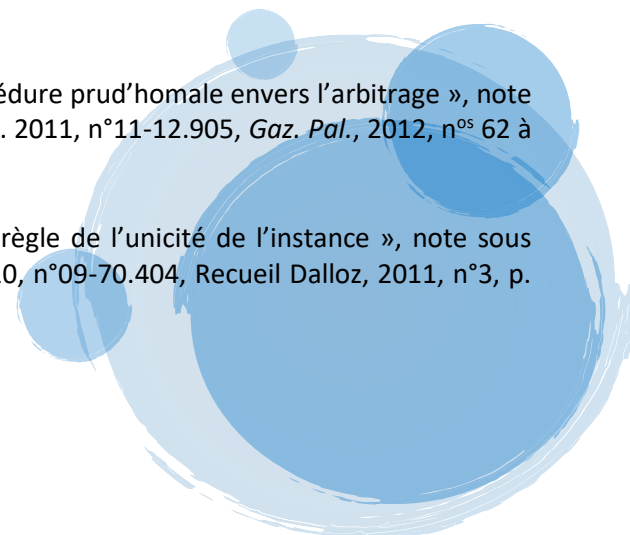 édure prud'homale envers l'arbitrage », note
. 2011, n°11-12.905, Gaz. Pal., 2012, nos 62 à
règle de l'unicité de l'instance », note sous
0, n°09-70.404, Recueil Dalloz, 2011, n°3, p.